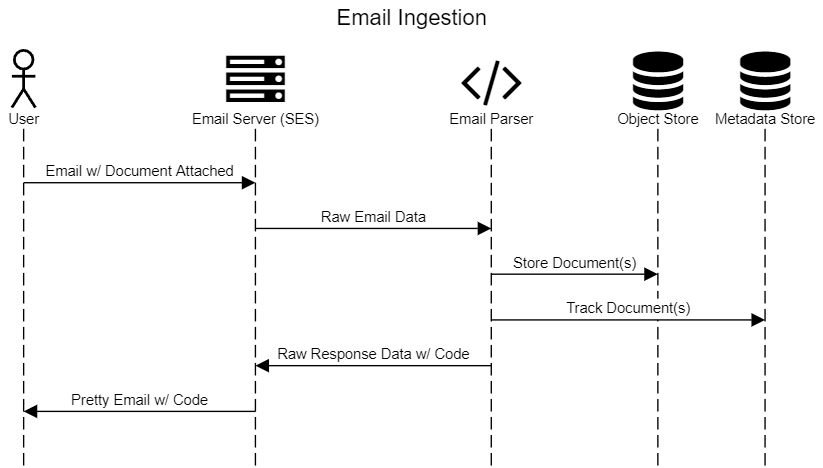 Email Ingestion
User
Email Server (SES)
Email Parser
Object Store
Metadata Store
Email w/ Document Attached
Raw Email Data
Store Document(s)
Track Document(s)
Raw Response Data w/ Code
Pretty Email w/ Code